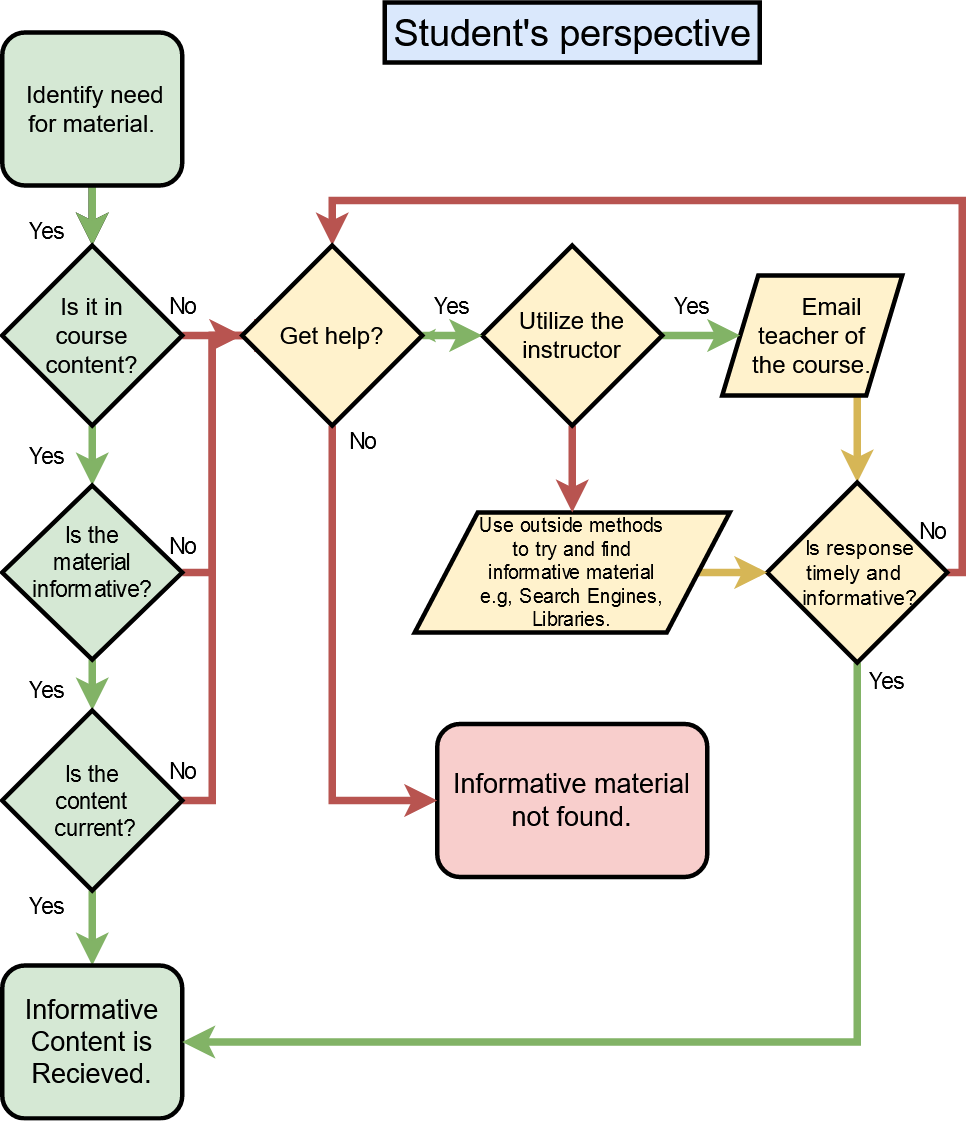 Student's perspective
Identify need
for material.
Yes
Is it in
course
content?
No
Get help?
Yes
Utilize the
instructor
Yes
Email
teacher of
the course.
No
Yes
Is the
material
informative?
No
Use outside methods
to try and find
informative material
e.g, Search Engines,
Libraries.
Is response
timely and
informative?
No
Yes
Yes
Is the
content
current?
No
Informative material
not found.
Yes
Informative
Content is
Recieved.